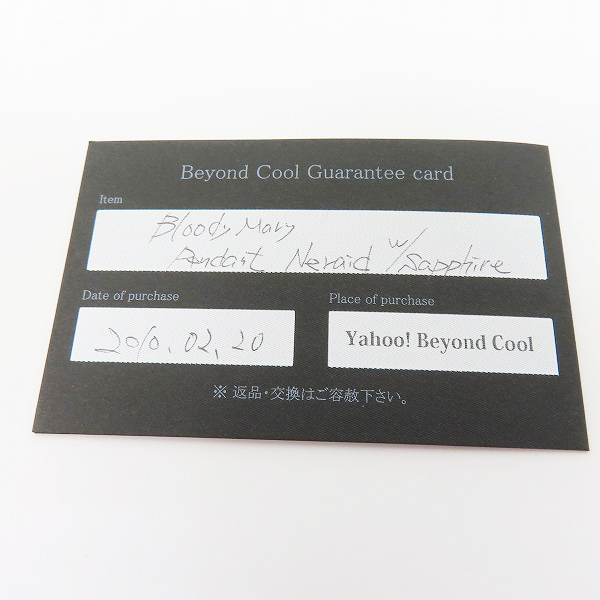 Beyond Cool Guarantee card
Item
Bloody Mary
Pendant Neraid w/Sapphire
Date of purchase
2010.02.20
Place of purchase
Yahoo! Beyond Cool
※ 返品・交換はご容赦下さい。